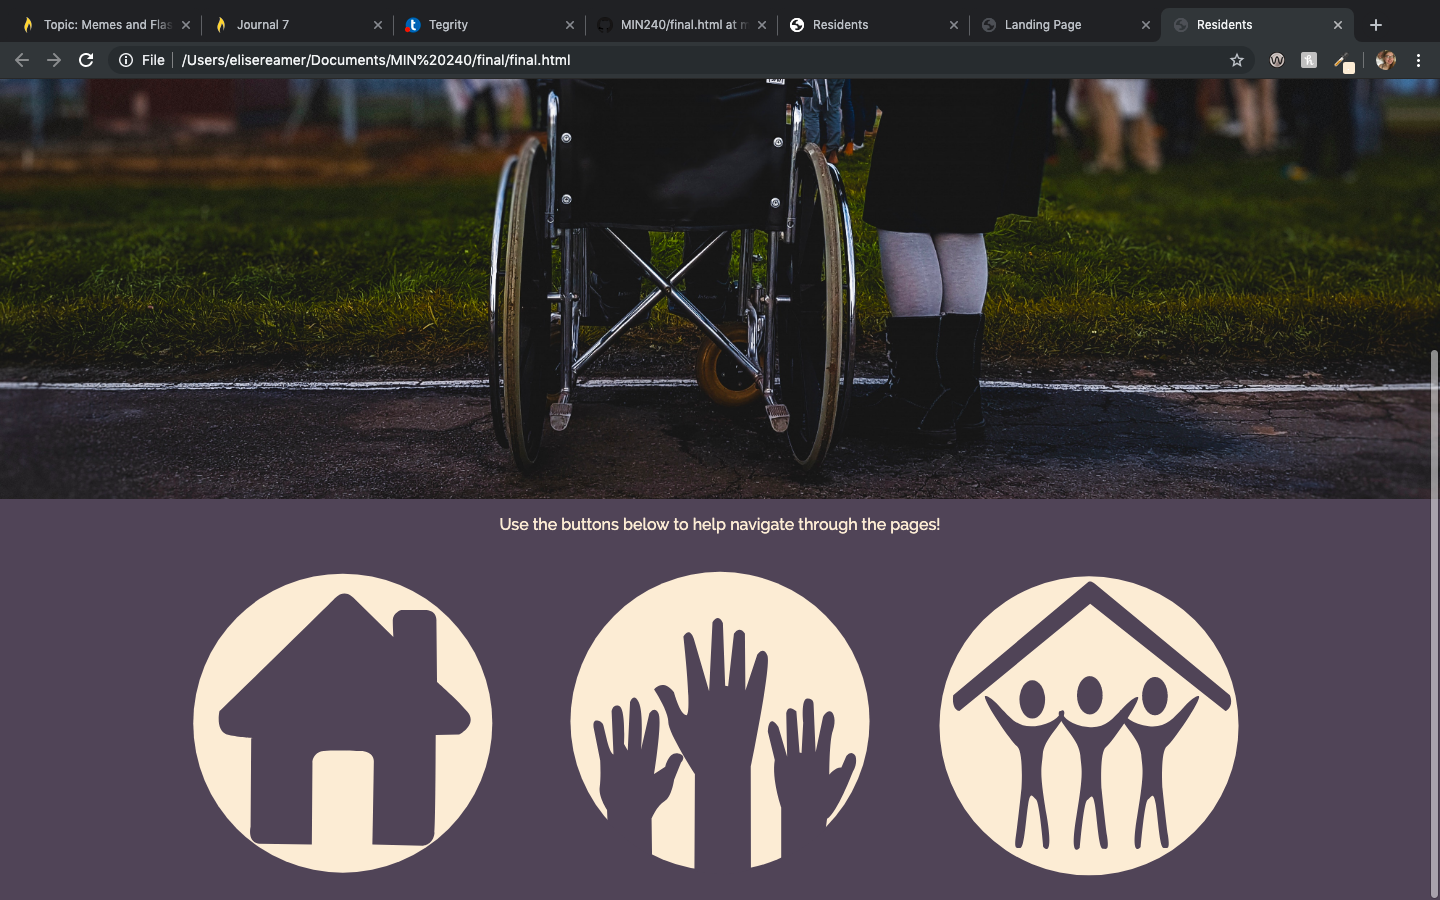 Topic: Memes and Flas
Journal 7
Tegrity
MIN240/final.html at m
Residents
Landing Page
Residents
File
/Users/elisereamer/Documents/MIN%20240/final/final.html
Use the buttons below to help navigate through the pages!